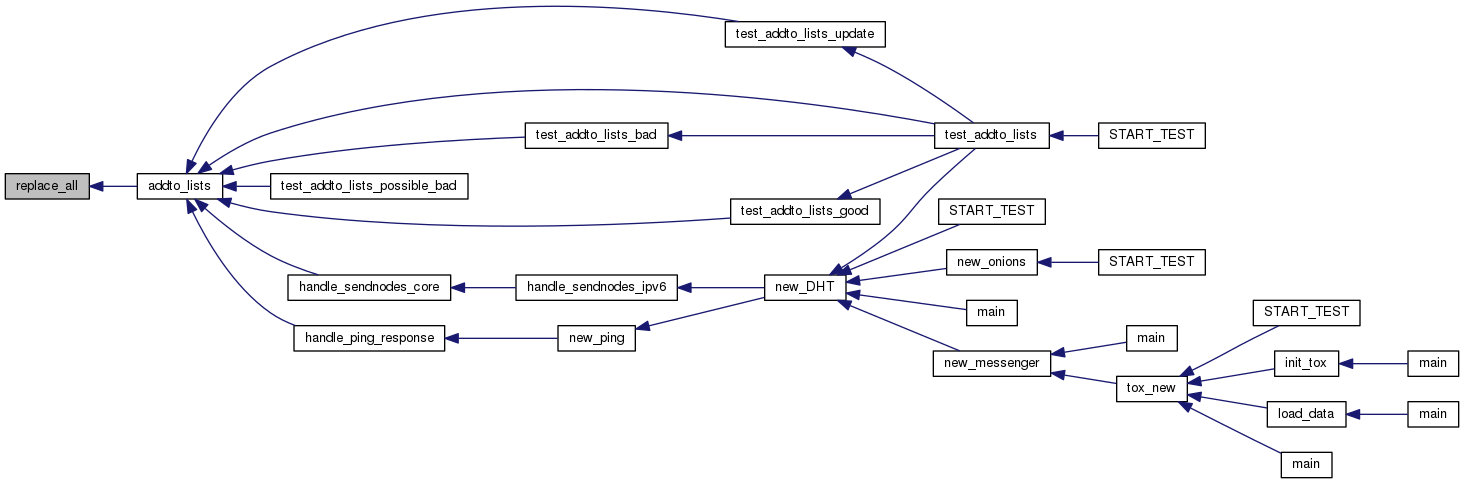 test_addto_lists_update
test_addto_lists_bad
test_addto_lists
START_TEST
replace_all
addto_lists
test_addto_lists_possible_bad
test_addto_lists_good
START_TEST
new_onions
START_TEST
handle_sendnodes_core
handle_sendnodes_ipv6
new_DHT
main
START_TEST
handle_ping_response
new_ping
main
new_messenger
init_tox
main
tox_new
load_data
main
main